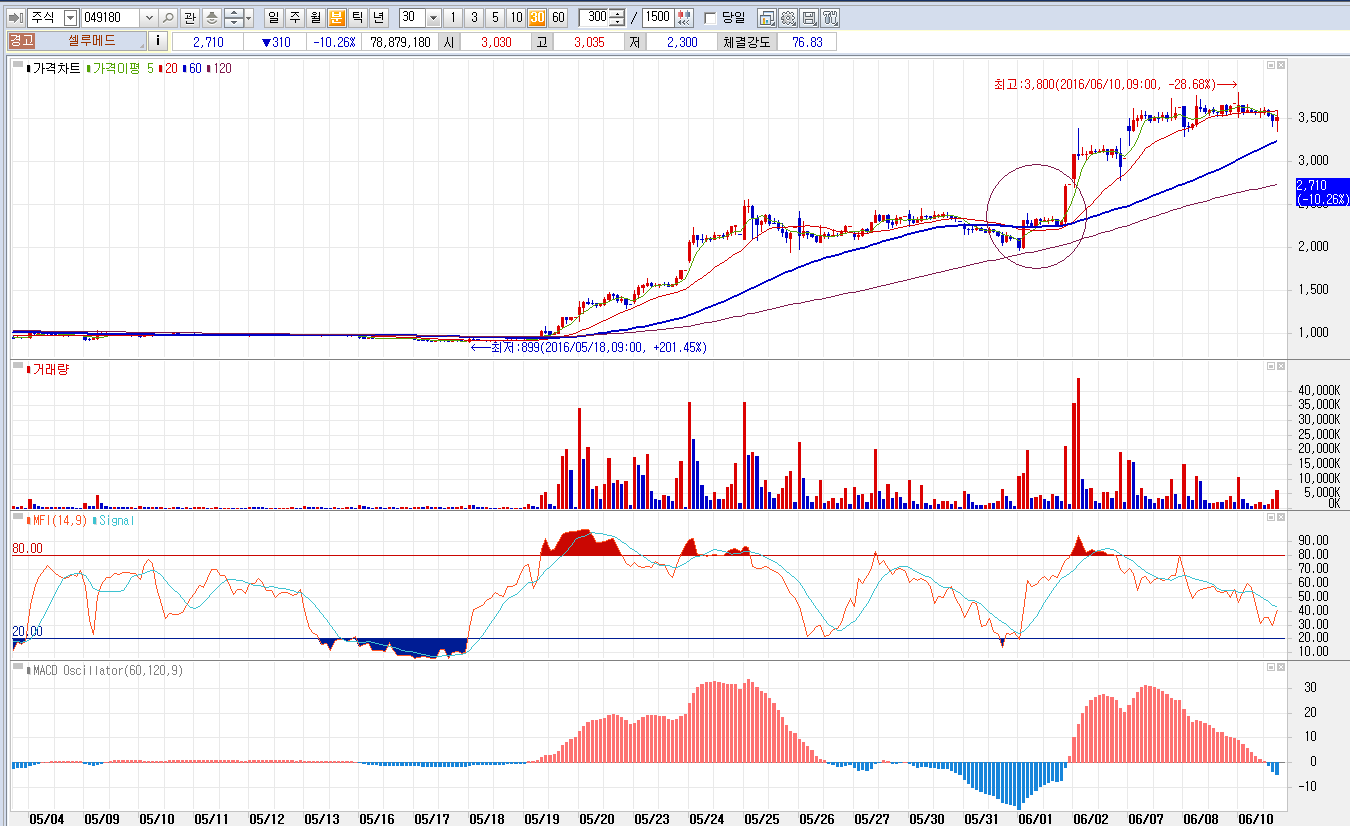 주식 049180 관 일 주 월 분 틱 년 30 1 3 5 10 30 60 300 / 1500 당일
경고 셀루메드 i 2,710 ▼310 -10.26% 78,879,180 시 3,030 고 3,035 저 2,300 체결강도 76.83
가격차트 가격이평 5 20 60 120
최고:3,800(2016/06/10,09:00, -28.68%)
3,500
3,000
2,710
(-10.26%)
2,000
1,500
1,000
최저:899(2016/05/18,09:00, +201.45%)
거래량
40,000K
35,000K
30,000K
25,000K
20,000K
15,000K
10,000K
5,000K
0K
MFI(14,9) Signal
80.00
20.00
90.00
80.00
70.00
60.00
50.00
40.00
30.00
20.00
10.00
MACD Oscillator(60,120,9)
30
20
10
0
-10
05/04 05/09 05/10 05/11 05/12 05/13 05/16 05/17 05/18 05/19 05/20 05/23 05/24 05/25 05/26 05/27 05/30 05/31 06/01 06/02 06/07 06/08 06/10